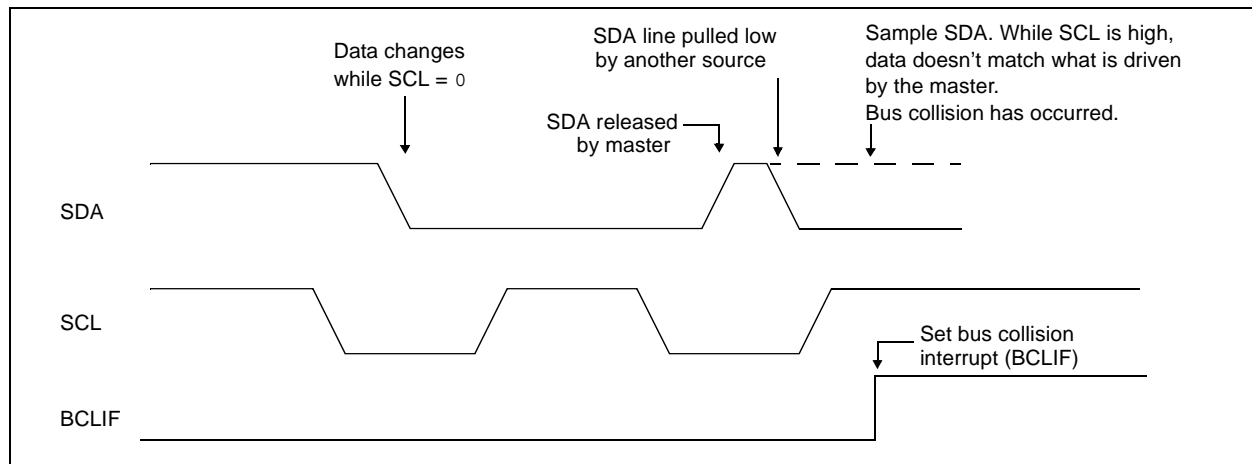 Data changes
while SCL = 0
SDA line pulled low
by another source
Sample SDA. While SCL is high,
data doesn't match what is driven
by the master.
Bus collision has occurred.
SDA released
by master
SDA
SCL
Set bus collision
interrupt (BCLIF)
BCLIF